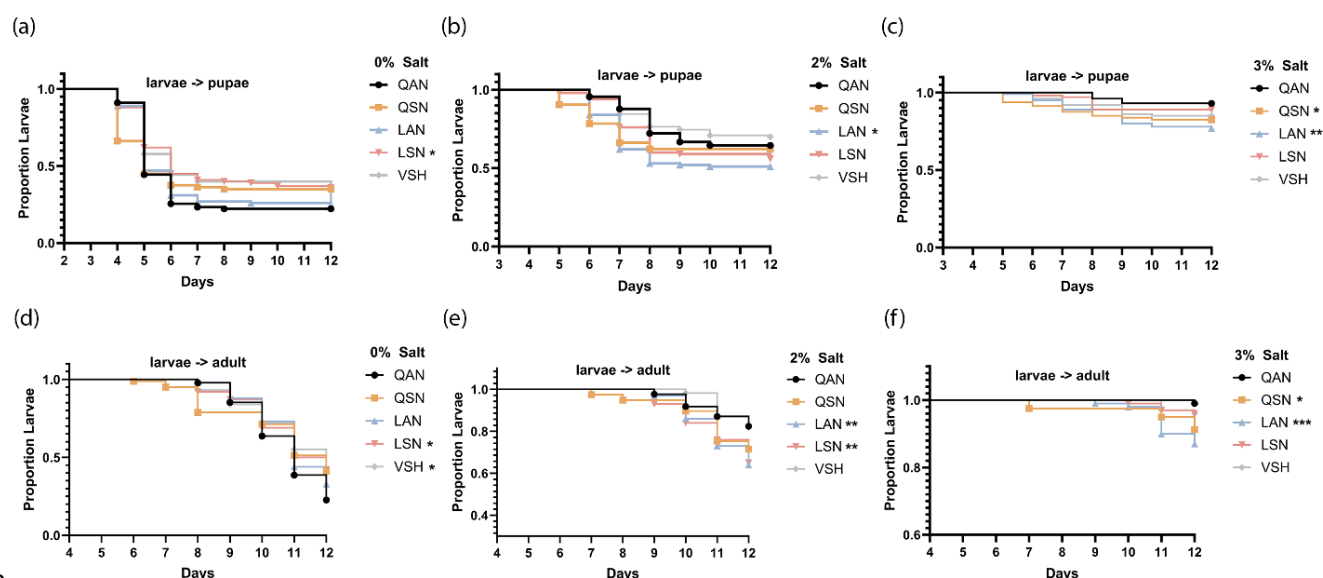 (a)
(b)
(c)
0% Salt
larvae -> pupae
QAN
QSN
LAN
LSN *
VSH
Proportion Larvae
1.0
0.5
0.0
2 3 4 5 6 7 8 9 10 11 12
Days
2% Salt
larvae -> pupae
QAN
QSN
LAN *
LSN
VSH
Proportion Larvae
1.0
0.5
0.0
3 4 5 6 7 8 9 10 11 12
Days
3% Salt
larvae -> pupae
QAN
QSN *
LAN **
LSN
VSH
Proportion Larvae
1.0
0.5
0.0
3 4 5 6 7 8 9 10 11 12
Days
(d)
(e)
(f)
0% Salt
larvae -> adult
QAN
QSN
LAN
LSN *
VSH *
Proportion Larvae
1.0
0.5
0.0
4 5 6 7 8 9 10 11 12
Days
2% Salt
larvae -> adult
QAN
QSN
LAN **
LSN **
VSH
Proportion Larvae
1.0
0.8
0.6
0.4
4 5 6 7 8 9 10 11 12
Days
3% Salt
larvae -> adult
QAN
QSN *
LAN ***
LSN
VSH
Proportion Larvae
1.0
0.8
0.6
4 5 6 7 8 9 10 11 12
Days